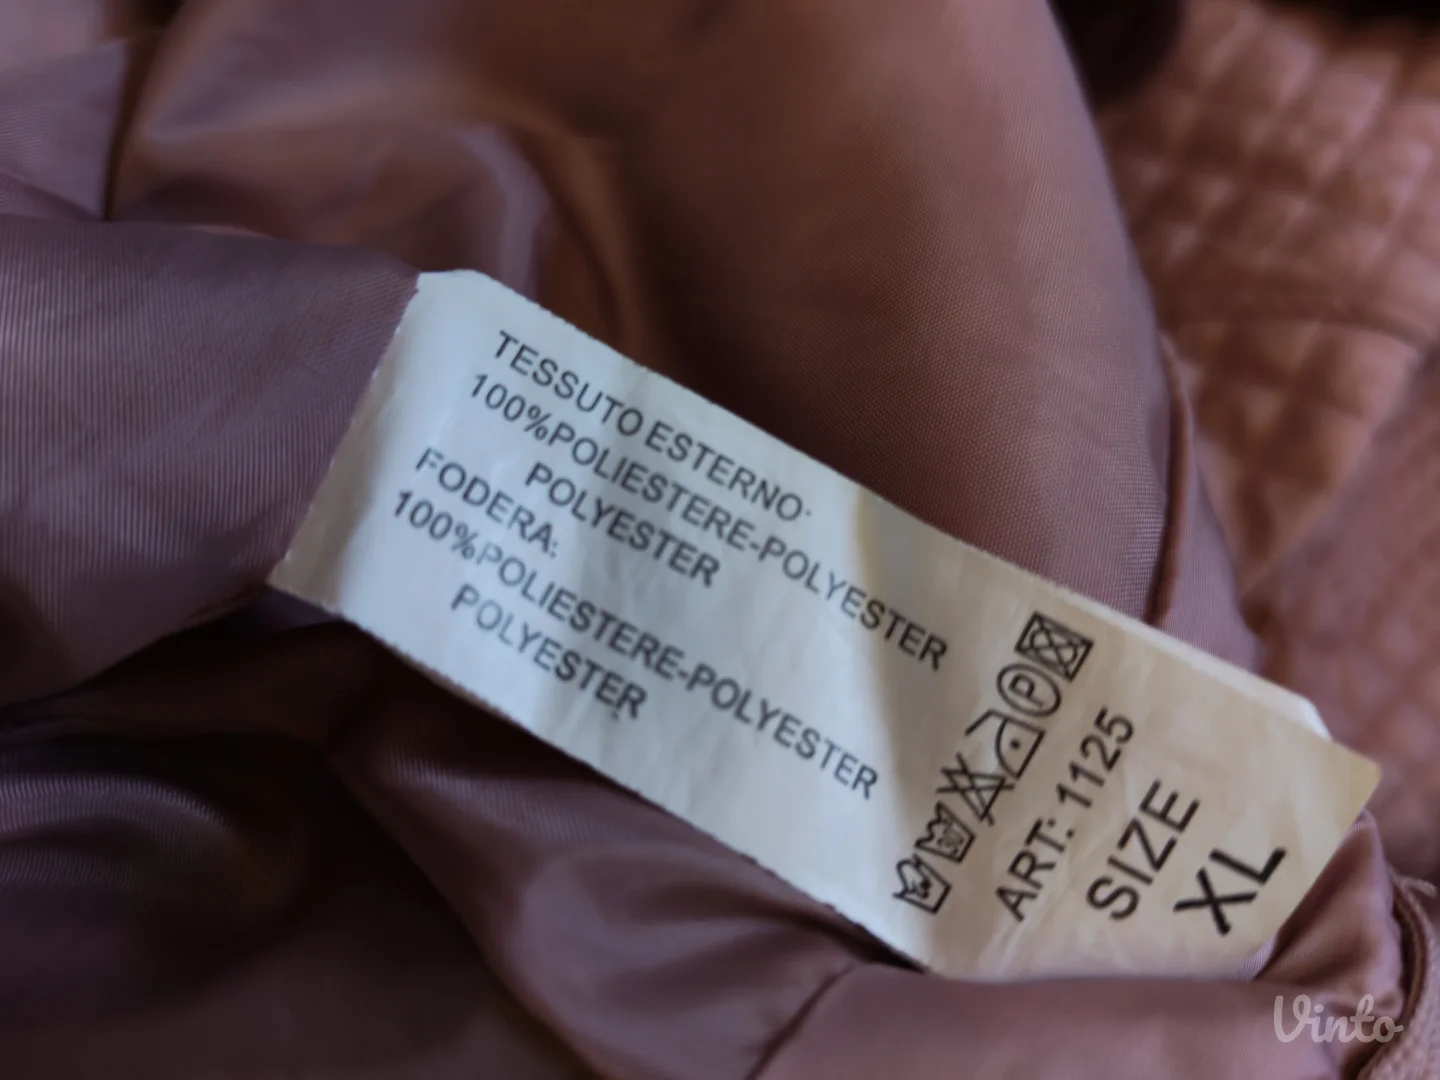 TESSUTO ESTERNO:
100%POLIESTERE-POLYESTER
POLYESTER
FODERA:
100%POLIESTERE-POLYESTER
POLYESTER
P
ART: 1125
SIZE
XL
Vinto